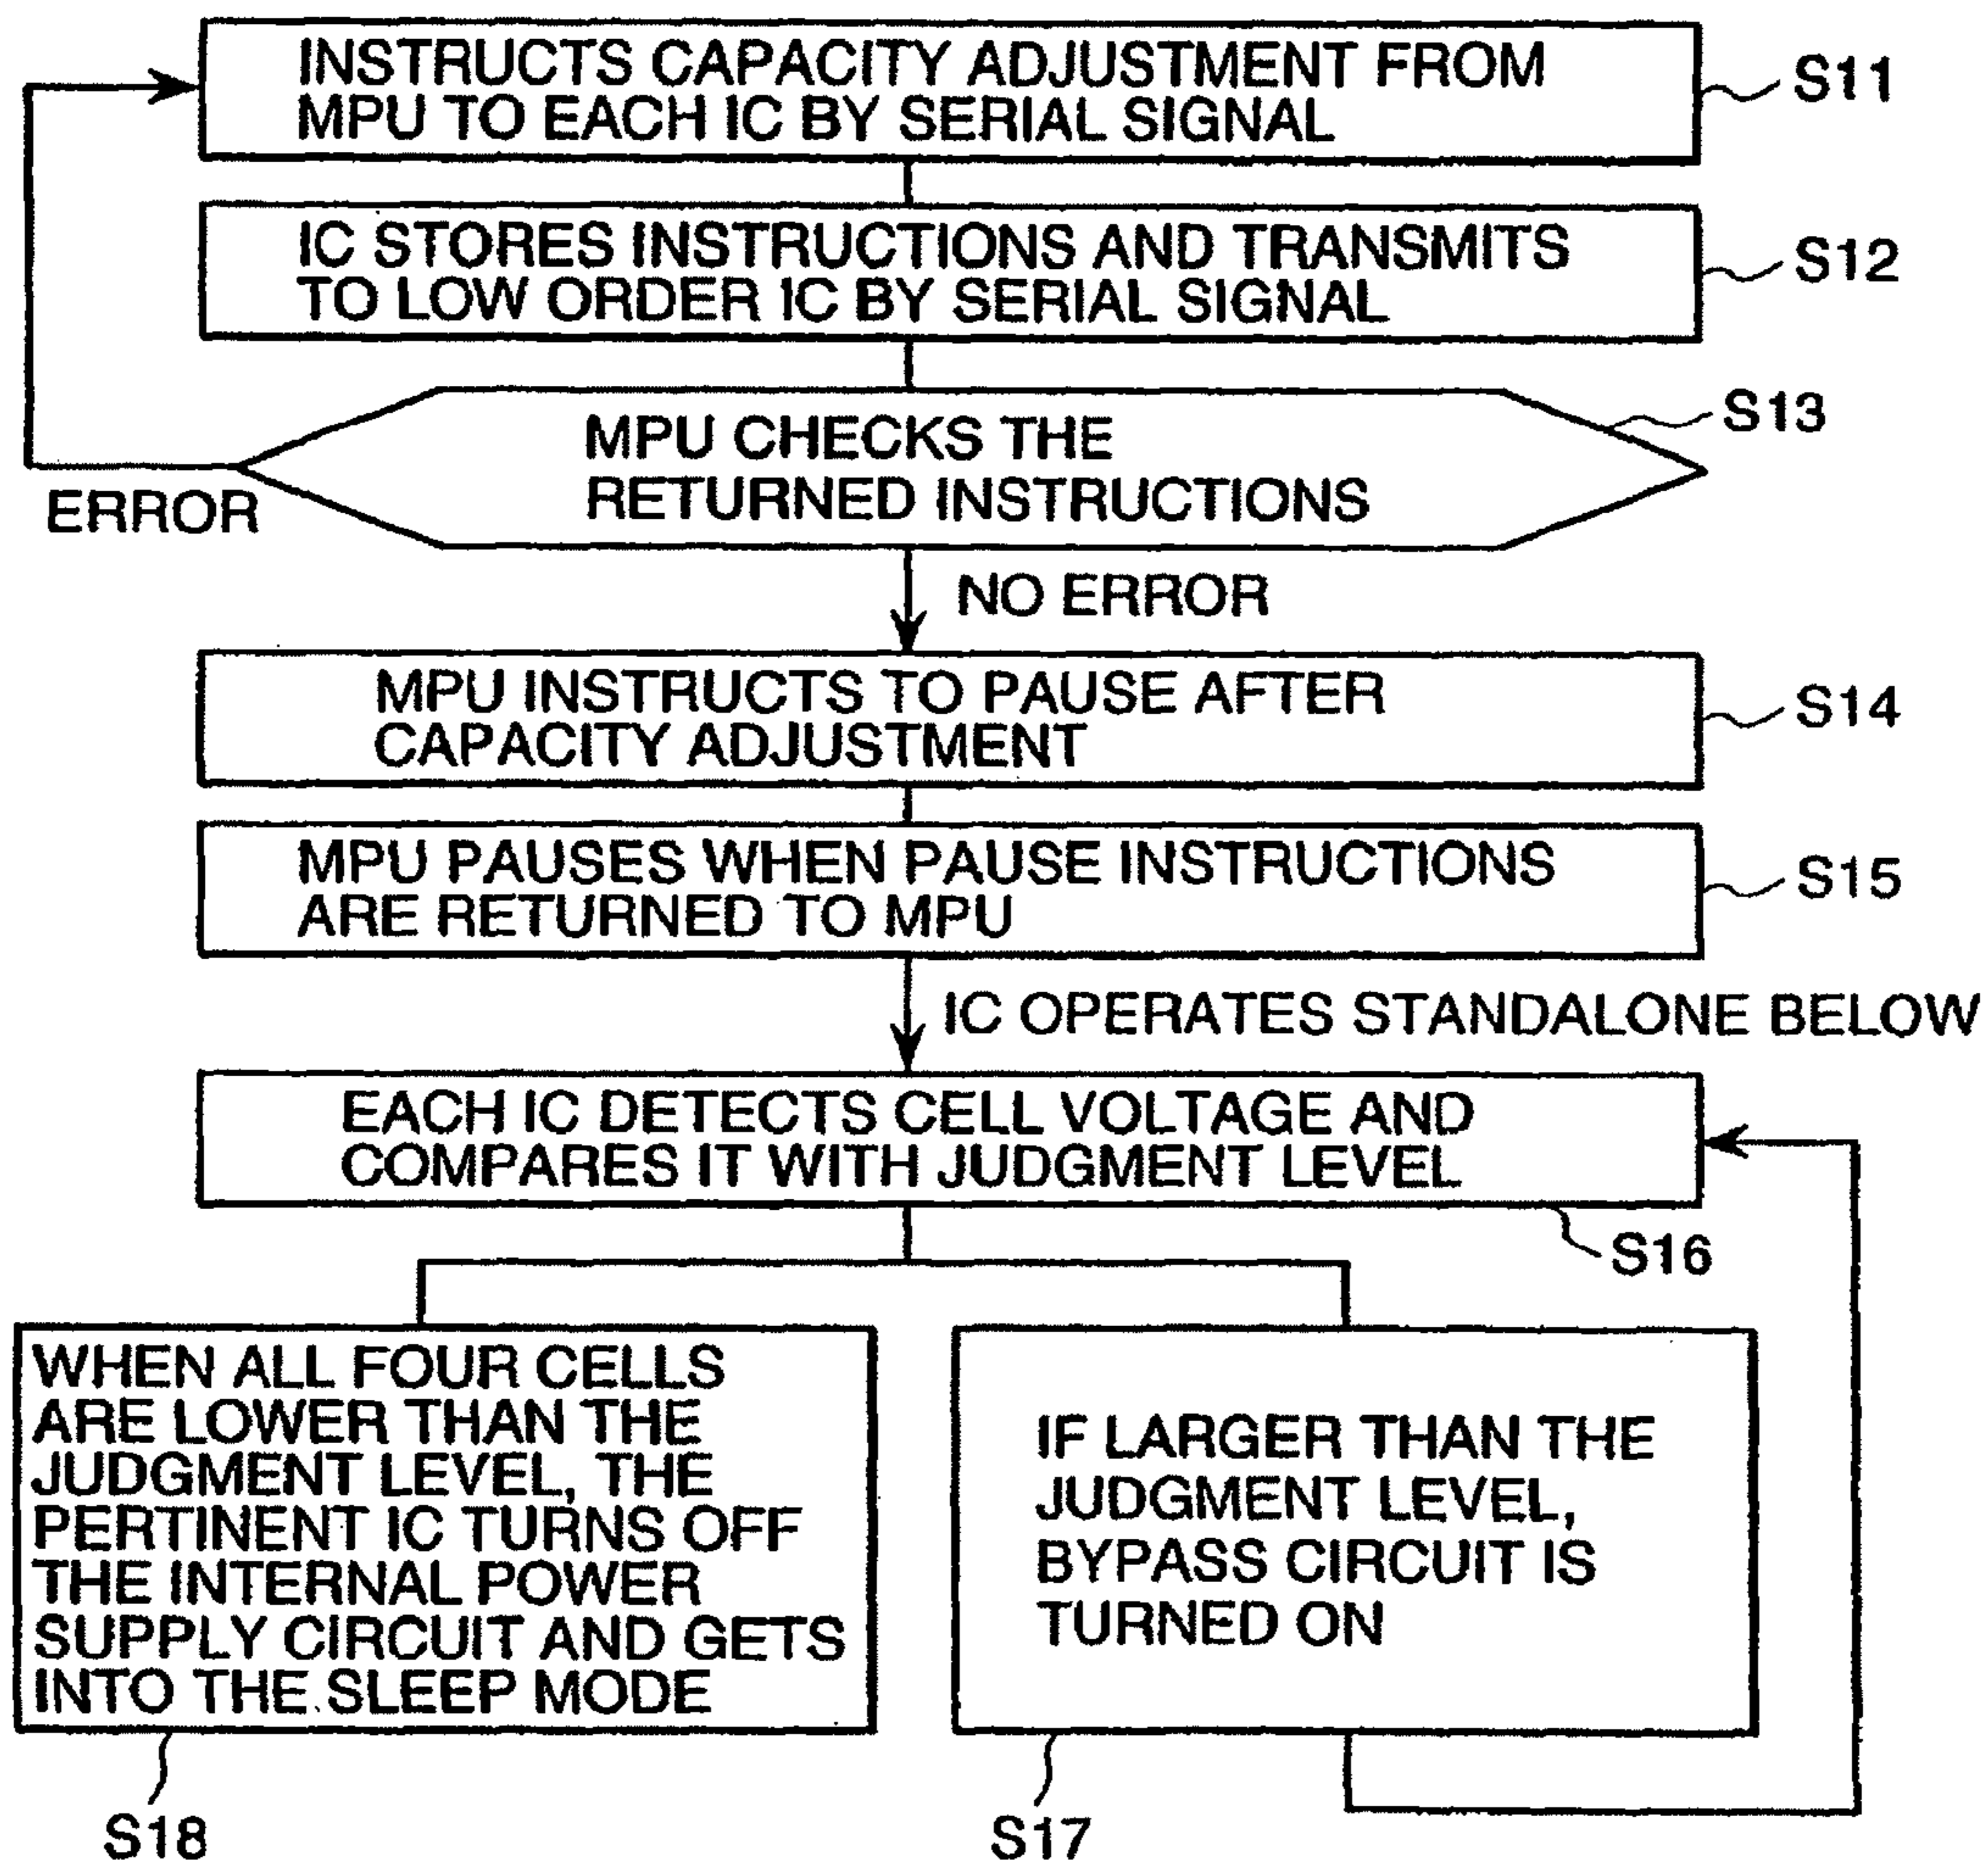 INSTRUCTS CAPACITY ADJUSTMENT FROM
MPU TO EACH IC BY SERIAL SIGNAL
S11
IC STORES INSTRUCTIONS AND TRANSMITS
TO LOW ORDER IC BY SERIAL SIGNAL
S12
MPU CHECKS THE
RETURNED INSTRUCTIONS
S13
ERROR
NO ERROR
MPU INSTRUCTS TO PAUSE AFTER
CAPACITY ADJUSTMENT
S14
MPU PAUSES WHEN PAUSE INSTRUCTIONS
ARE RETURNED TO MPU
S15
IC OPERATES STANDALONE BELOW
EACH IC DETECTS CELL VOLTAGE AND
COMPARES IT WITH JUDGMENT LEVEL
S16
WHEN ALL FOUR CELLS
ARE LOWER THAN THE
JUDGMENT LEVEL, THE
PERTINENT IC TURNS OFF
THE INTERNAL POWER
SUPPLY CIRCUIT AND GETS
INTO THE SLEEP MODE
S18
IF LARGER THAN THE
JUDGMENT LEVEL,
BYPASS CIRCUIT IS
TURNED ON
S17